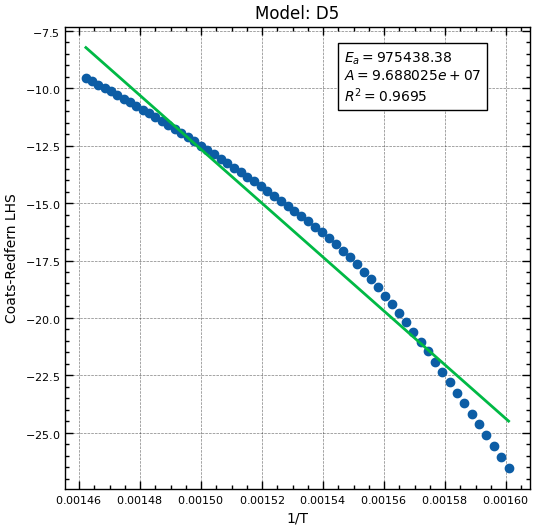 Model: D5
−7.5
−10.0
−12.5
−15.0
−17.5
−20.0
−22.5
−25.0
Coats-Redfern LHS
Eₐ = 975438.38
A = 9.688025e + 07
R² = 0.9695
0.00146 0.00148 0.00150 0.00152 0.00154 0.00156 0.00158 0.00160
1/T